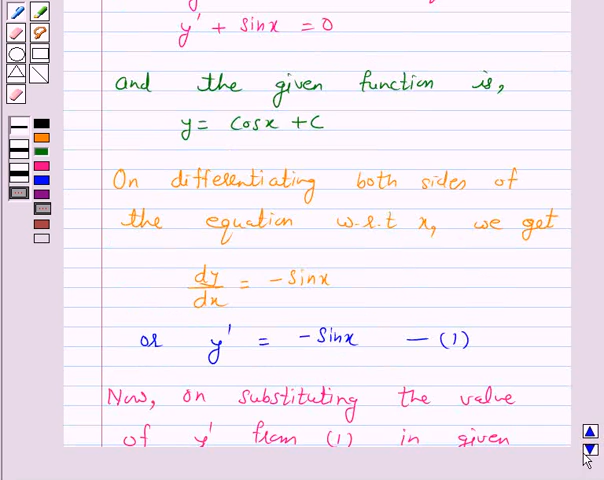 y' + sinx = 0
and the given function is,
y = cosx + c
On differentiating both sides of
the equation w.r.t x, we get
dy/dx = -sinx
or y' = -sinx — (1)
Now, on substituting the value
of y' from (1) in given